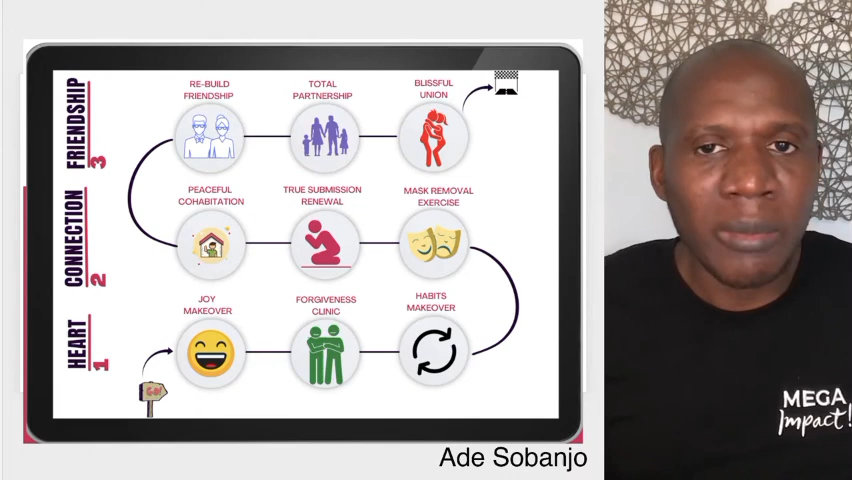 FRIENDSHIP
3
RE-BUILD
FRIENDSHIP
TOTAL
PARTNERSHIP
BLISSFUL
UNION
CONNECTION
2
PEACEFUL
COHABITATION
TRUE SUBMISSION
RENEWAL
MASK REMOVAL
EXERCISE
HEART
1
JOY
MAKEOVER
FORGIVENESS
CLINIC
HABITS
MAKEOVER
GO!
Ade Sobanjo
MEGA
Impact!